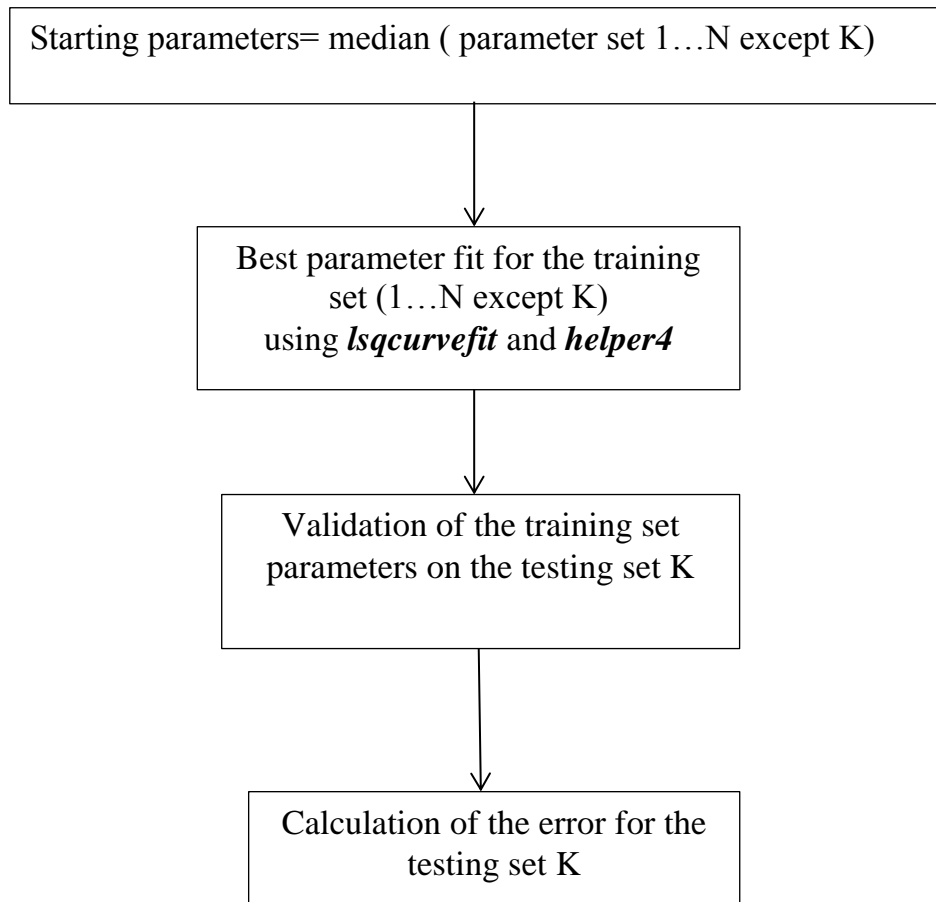 Starting parameters= median ( parameter set 1…N except K)
Best parameter fit for the training
set (1…N except K)
using lsqcurvefit and helper4
Validation of the training set
parameters on the testing set K
Calculation of the error for the
testing set K